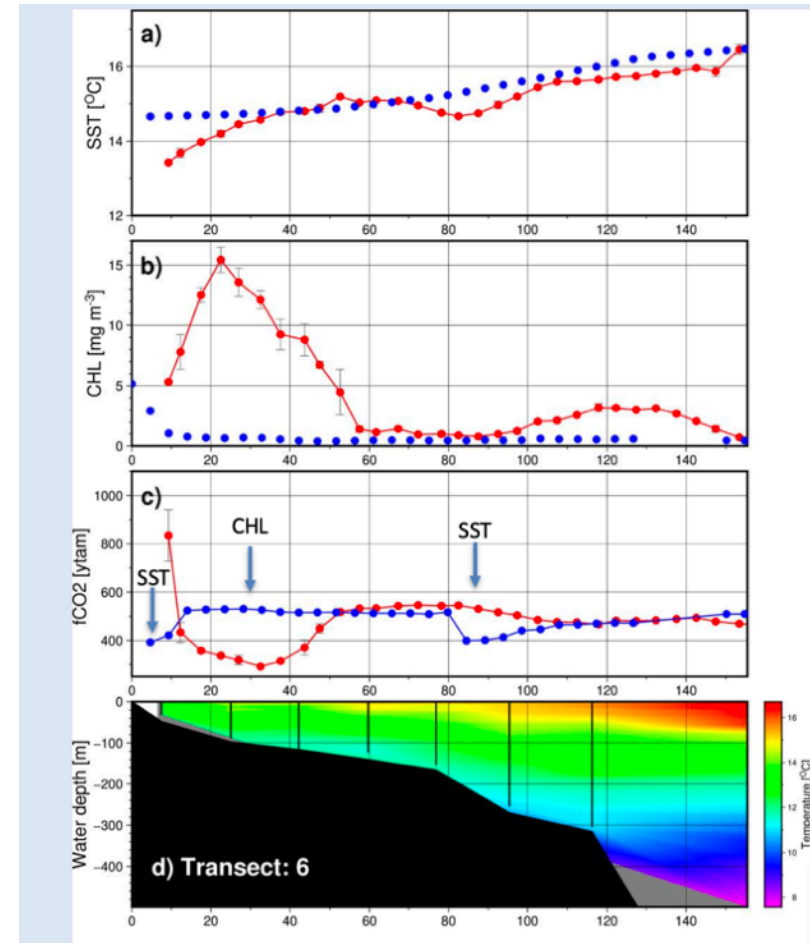 a)
SST [°C]
16
14
12
0 20 40 60 80 100 120 140
b)
CHL [mg m-3]
15
10
5
0
0 20 40 60 80 100 120 140
c)
fCO2 [ytam]
1000
800
600
400
SST
CHL
SST
0 20 40 60 80 100 120 140
Water depth [m]
0
−100
−200
−300
−400
d) Transect: 6
0 20 40 60 80 100 120 140
16
14
12
10
8
Temperature [°C]